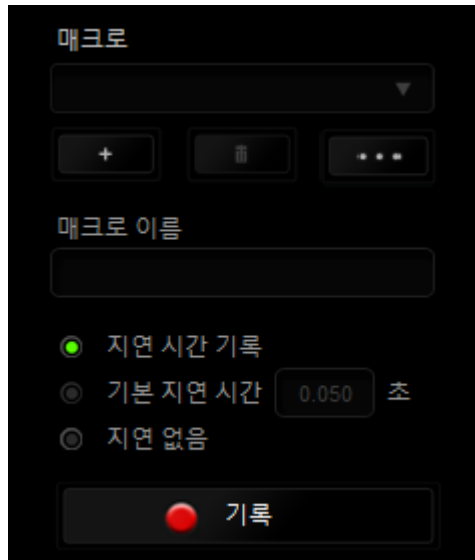 매크로
+
매크로 이름
지연 시간 기록
기본 지연 시간 0.050 초
지연 없음
기록